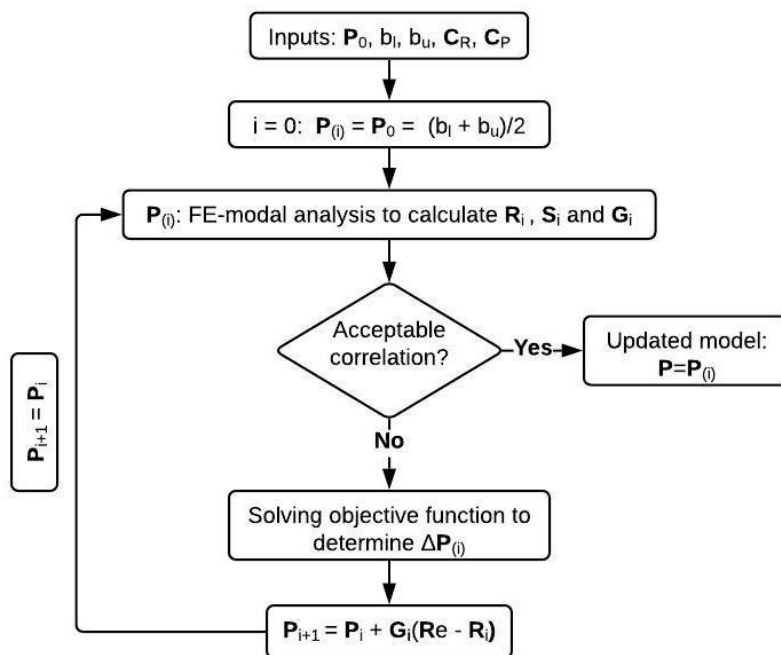 Inputs: P₀, bₗ, bᵤ, C_R, C_P
i = 0: P₍ᵢ₎ = P₀ = (bₗ + bᵤ)/2
P₍ᵢ₎: FE-modal analysis to calculate Rᵢ , Sᵢ and Gᵢ
Acceptable
correlation?
Yes
Updated model:
P=P₍ᵢ₎
No
Solving objective function to
determine ΔP₍ᵢ₎
Pᵢ₊₁ = Pᵢ + Gᵢ(Re - Rᵢ)
Pᵢ₊₁ = Pᵢ